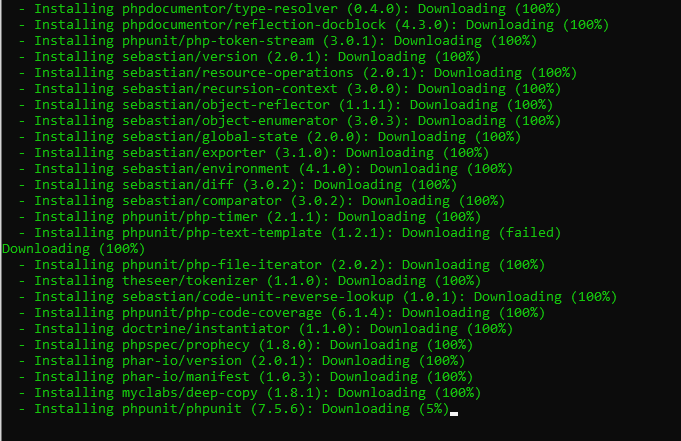 - Installing phpdocumentor/type-resolver (0.4.0): Downloading (100%)
- Installing phpdocumentor/reflection-docblock (4.3.0): Downloading (100%)
- Installing phpunit/php-token-stream (3.0.1): Downloading (100%)
- Installing sebastian/version (2.0.1): Downloading (100%)
- Installing sebastian/resource-operations (2.0.1): Downloading (100%)
- Installing sebastian/recursion-context (3.0.0): Downloading (100%)
- Installing sebastian/object-reflector (1.1.1): Downloading (100%)
- Installing sebastian/object-enumerator (3.0.3): Downloading (100%)
- Installing sebastian/global-state (2.0.0): Downloading (100%)
- Installing sebastian/exporter (3.1.0): Downloading (100%)
- Installing sebastian/environment (4.1.0): Downloading (100%)
- Installing sebastian/diff (3.0.2): Downloading (100%)
- Installing sebastian/comparator (3.0.2): Downloading (100%)
- Installing phpunit/php-timer (2.1.1): Downloading (100%)
- Installing phpunit/php-text-template (1.2.1): Downloading (failed)
Downloading (100%)
- Installing phpunit/php-file-iterator (2.0.2): Downloading (100%)
- Installing theseer/tokenizer (1.1.0): Downloading (100%)
- Installing sebastian/code-unit-reverse-lookup (1.0.1): Downloading (100%)
- Installing phpunit/php-code-coverage (6.1.4): Downloading (100%)
- Installing doctrine/instantiator (1.1.0): Downloading (100%)
- Installing phpspec/prophecy (1.8.0): Downloading (100%)
- Installing phar-io/version (2.0.1): Downloading (100%)
- Installing phar-io/manifest (1.0.3): Downloading (100%)
- Installing myclabs/deep-copy (1.8.1): Downloading (100%)
- Installing phpunit/phpunit (7.5.6): Downloading (5%)